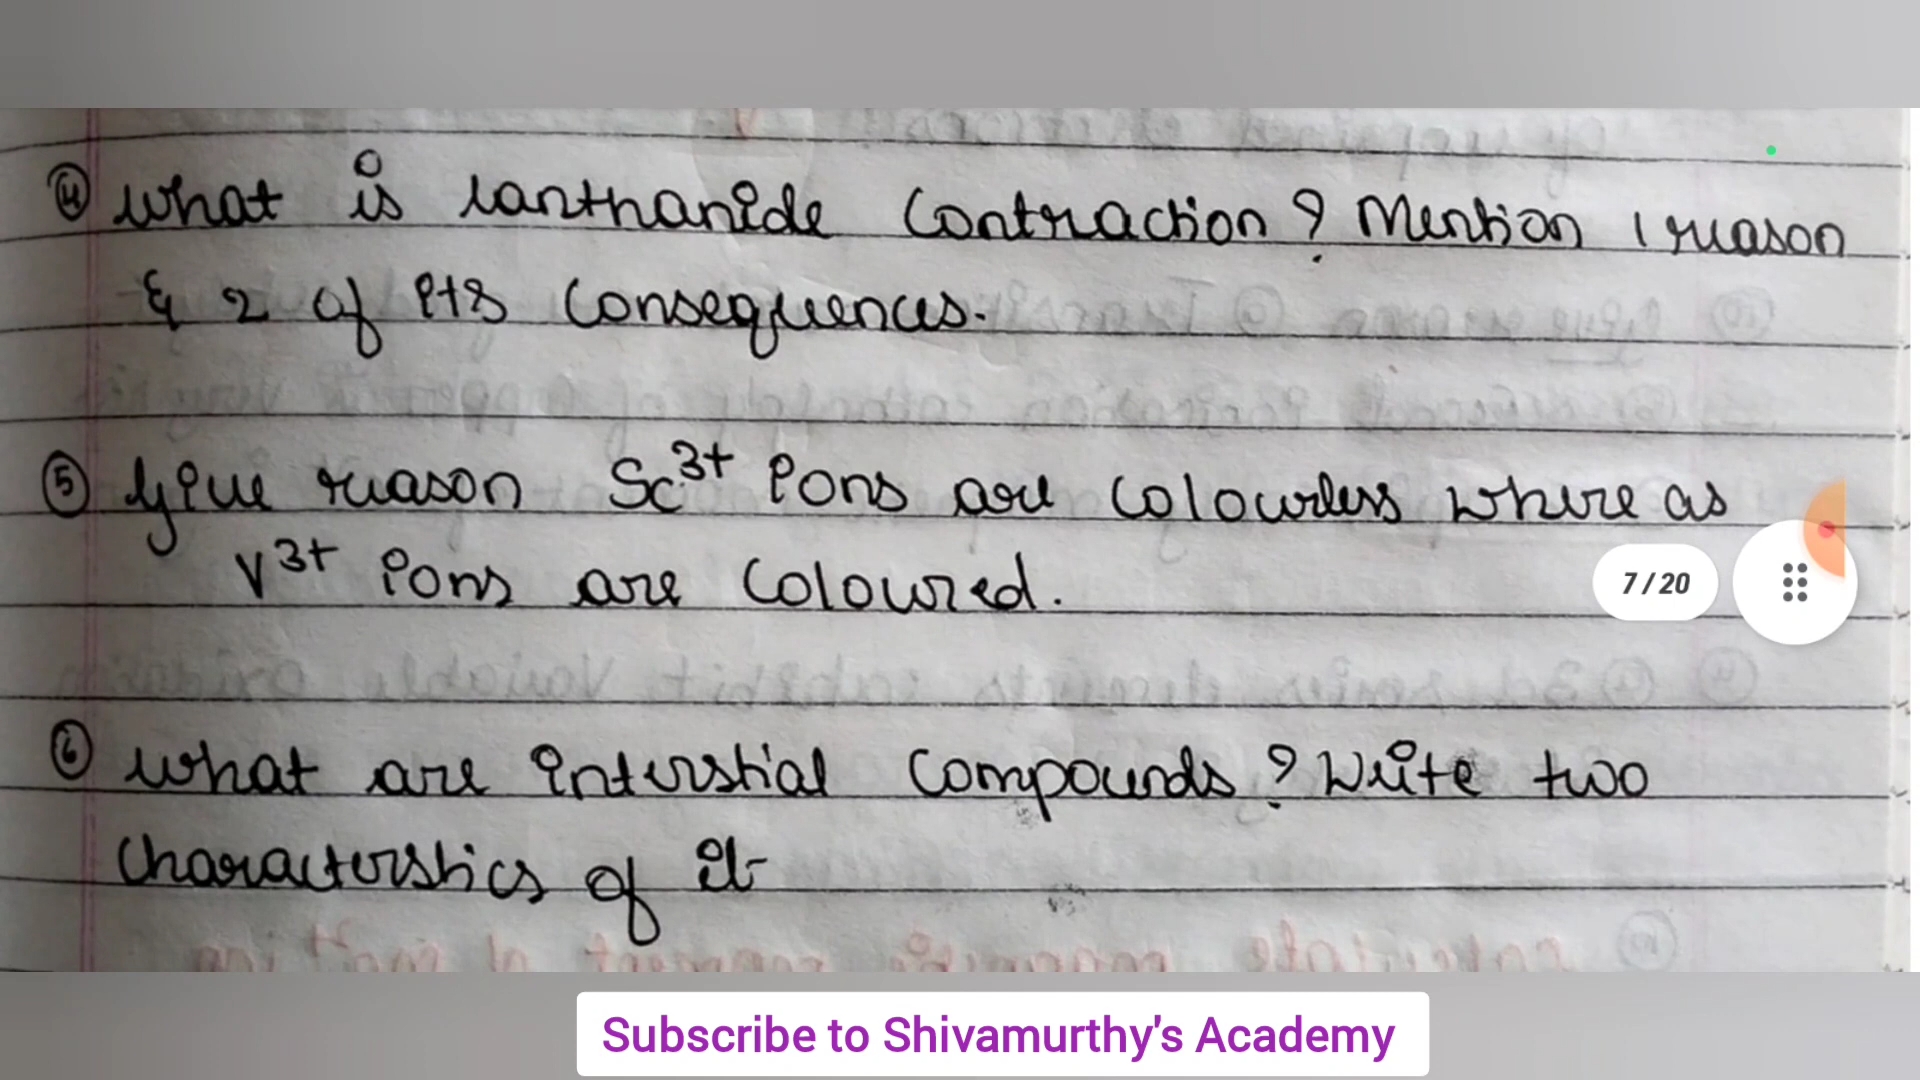 ④ What is lanthanide contraction? Mention 1 reason
& 2 of its consequences.
⑤ Give reason Sc³⁺ ions are colourless where as
V³⁺ ions are coloured.
7/20
⑥ What are interstial compounds? Write two
characterstics of it
Subscribe to Shivamurthy's Academy